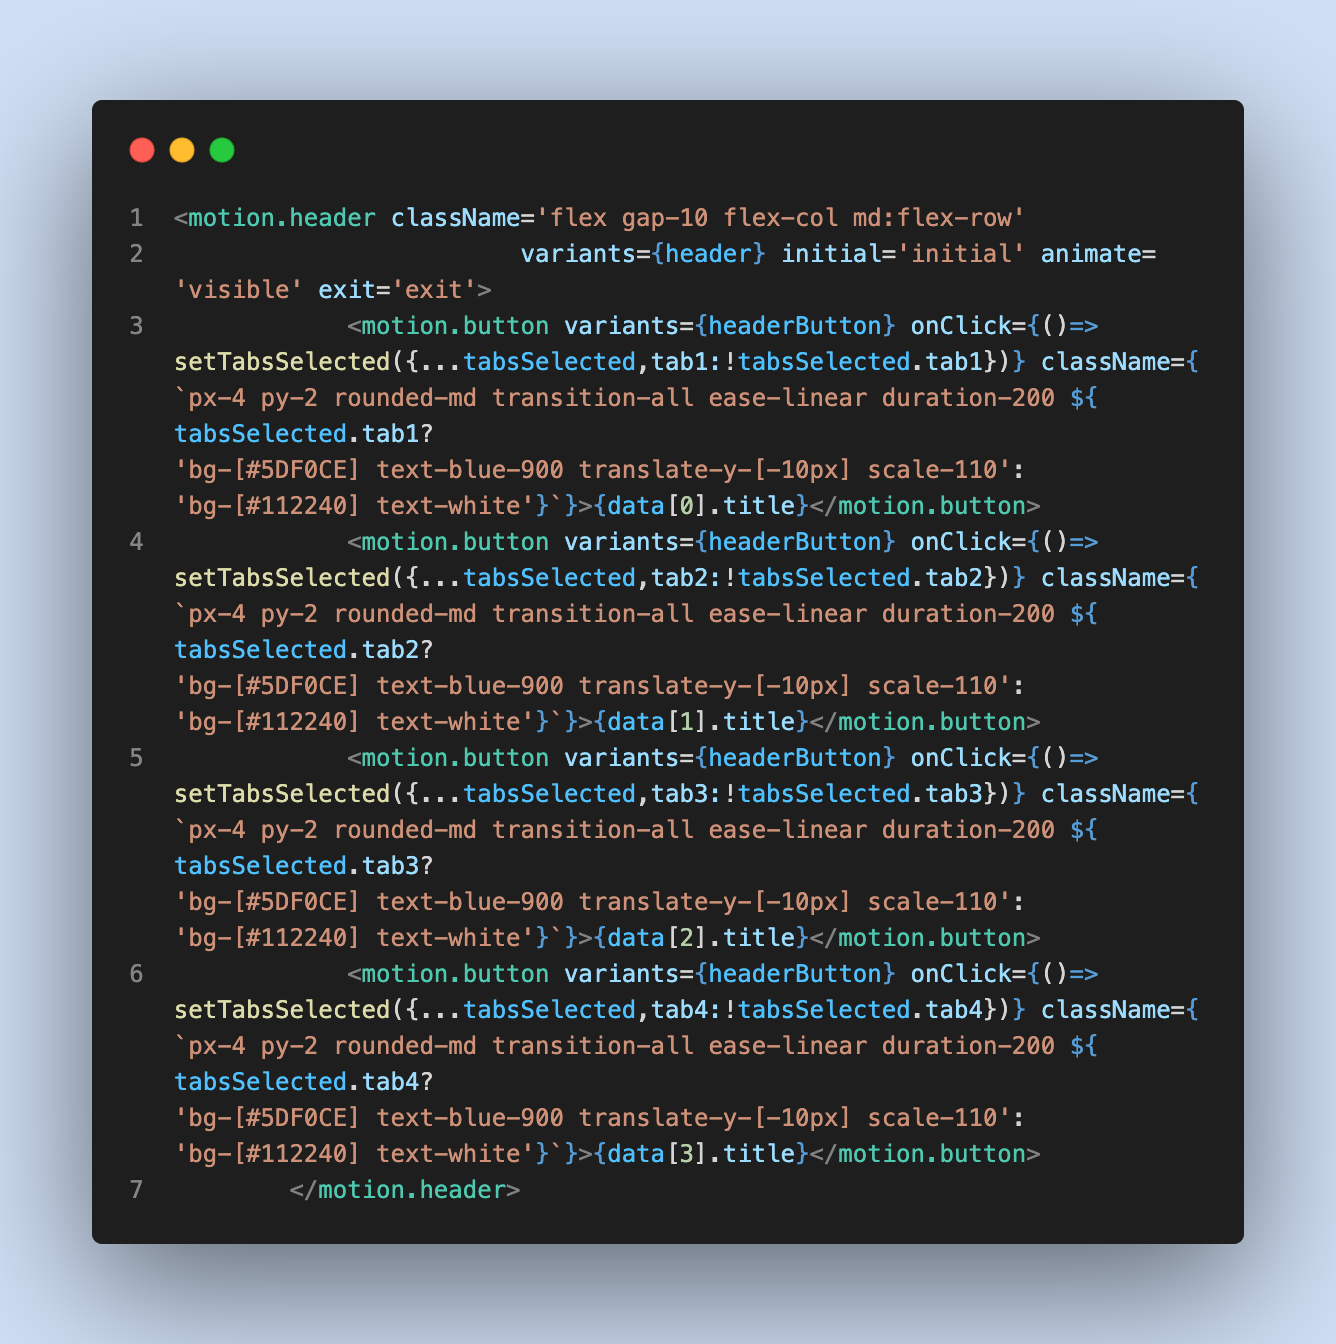 1 <motion.header className='flex gap-10 flex-col md:flex-row'
2 variants={header} initial='initial' animate=
'visible' exit='exit'>
3 <motion.button variants={headerButton} onClick={()=>
setTabsSelected({...tabsSelected,tab1:!tabsSelected.tab1})} className={
`px-4 py-2 rounded-md transition-all ease-linear duration-200 ${
tabsSelected.tab1?
'bg-[#5DF0CE] text-blue-900 translate-y-[-10px] scale-110':
'bg-[#112240] text-white'}`}>{data[0].title}</motion.button>
4 <motion.button variants={headerButton} onClick={()=>
setTabsSelected({...tabsSelected,tab2:!tabsSelected.tab2})} className={
`px-4 py-2 rounded-md transition-all ease-linear duration-200 ${
tabsSelected.tab2?
'bg-[#5DF0CE] text-blue-900 translate-y-[-10px] scale-110':
'bg-[#112240] text-white'}`}>{data[1].title}</motion.button>
5 <motion.button variants={headerButton} onClick={()=>
setTabsSelected({...tabsSelected,tab3:!tabsSelected.tab3})} className={
`px-4 py-2 rounded-md transition-all ease-linear duration-200 ${
tabsSelected.tab3?
'bg-[#5DF0CE] text-blue-900 translate-y-[-10px] scale-110':
'bg-[#112240] text-white'}`}>{data[2].title}</motion.button>
6 <motion.button variants={headerButton} onClick={()=>
setTabsSelected({...tabsSelected,tab4:!tabsSelected.tab4})} className={
`px-4 py-2 rounded-md transition-all ease-linear duration-200 ${
tabsSelected.tab4?
'bg-[#5DF0CE] text-blue-900 translate-y-[-10px] scale-110':
'bg-[#112240] text-white'}`}>{data[3].title}</motion.button>
7 </motion.header>